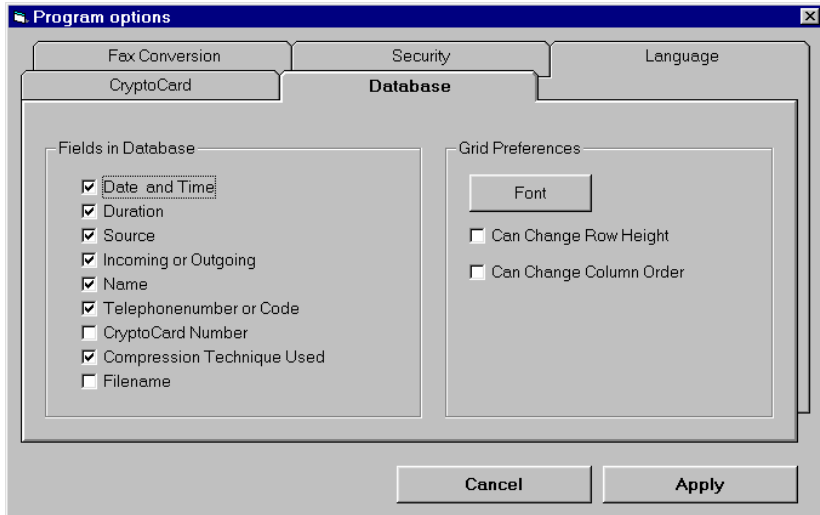 Program options
Fax Conversion
Security
Language
CryptoCard
Database
Fields in Database
Date and Time
Duration
Source
Incoming or Outgoing
Name
Telephonenumber or Code
CryptoCard Number
Compression Technique Used
Filename
Grid Preferences
Font
Can Change Row Height
Can Change Column Order
Cancel
Apply